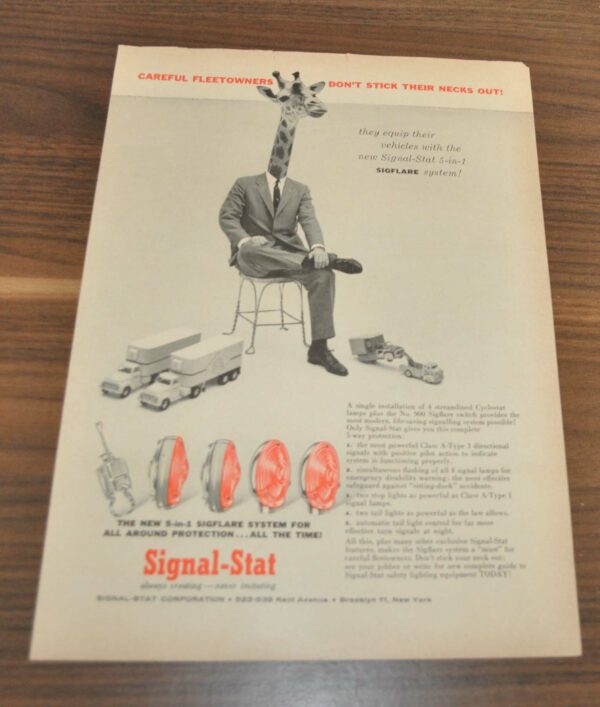 CAREFUL FLEETOWNERS DON'T STICK THEIR NECKS OUT!
they equip their
vehicles with the
new Signal-Stat 5-in-1
SIGFLARE system!
A single installation of 4 streamlined Cyclostat
lamps plus the No. 900 Sigflare switch provides the
most modern, life-saving signalling system possible!
Only Signal-Stat gives you this complete
5-way protection:
1. the most powerful Class A-Type 1 directional
signals with positive pilot action to indicate
system is functioning properly.
2. simultaneous flashing of all 4 signal lamps for
emergency disability warning: the most effective
safeguard against "sitting-duck" accidents.
3. two stop lights as powerful as Class A-Type 1
signal lamps.
4. two tail lights as powerful as the law allows.
5. automatic tail light control for far more
effective turn signals at night.
All this, plus many other exclusive Signal-Stat
features, makes the Sigflare system a "must" for
careful fleetowners. Don't stick your neck out:
see your jobber or write for new complete guide to
Signal-Stat safety lighting equipment TODAY!
THE NEW 5-in-1 SIGFLARE SYSTEM FOR
ALL AROUND PROTECTION...ALL THE TIME!
Signal-Stat
always creating—never imitating
SIGNAL-STAT CORPORATION • 523-539 Kent Avenue • Brooklyn 11, New York